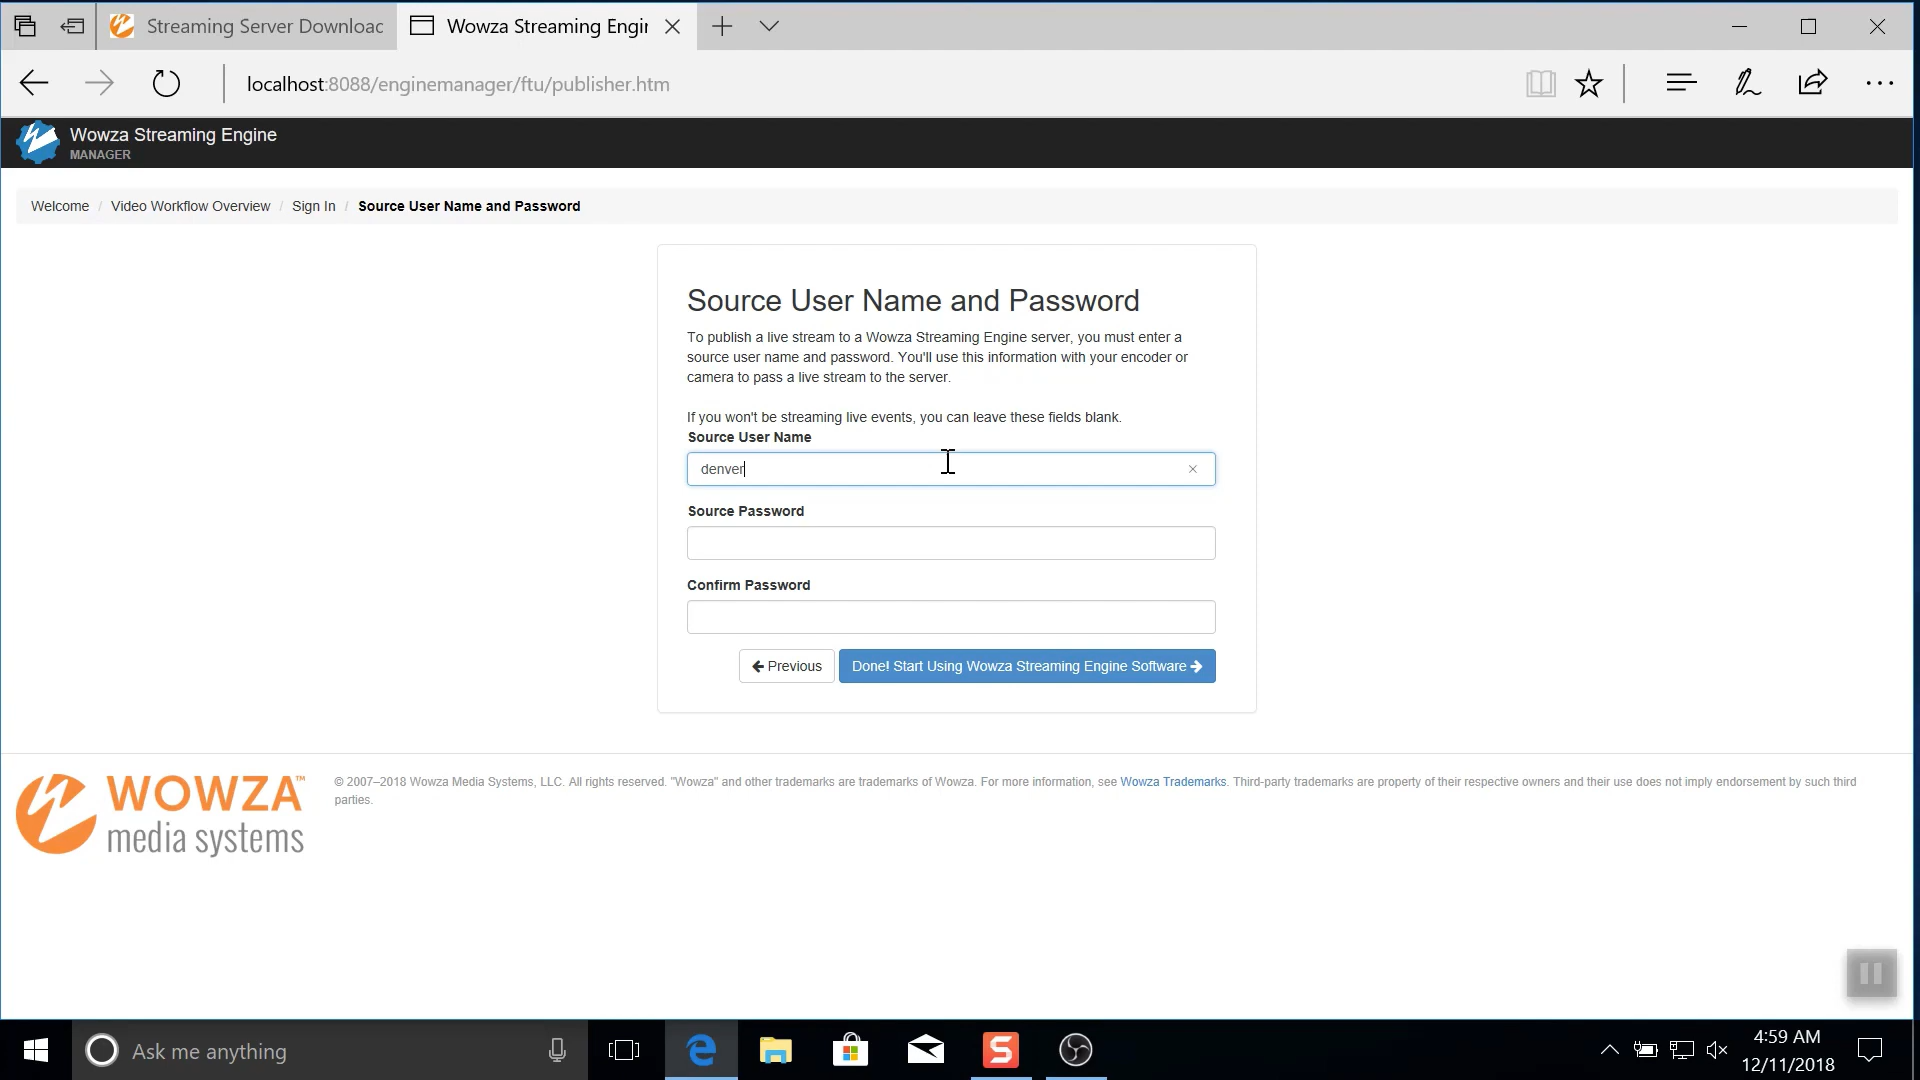 Streaming Server Downloac
Wowza Streaming Engir
localhost:8088/enginemanager/ftu/publisher.htm
Wowza Streaming Engine
MANAGER
Welcome / Video Workflow Overview / Sign In / Source User Name and Password
Source User Name and Password
To publish a live stream to a Wowza Streaming Engine server, you must enter a
source user name and password. You'll use this information with your encoder or
camera to pass a live stream to the server.
If you won't be streaming live events, you can leave these fields blank.
Source User Name
denver
Source Password
Confirm Password
Previous
Done! Start Using Wowza Streaming Engine Software
WOWZA™
media systems
© 2007–2018 Wowza Media Systems, LLC. All rights reserved. "Wowza" and other trademarks are trademarks of Wowza. For more information, see Wowza Trademarks. Third-party trademarks are property of their respective owners and their use does not imply endorsement by such third
parties.
Ask me anything
4:59 AM
12/11/2018